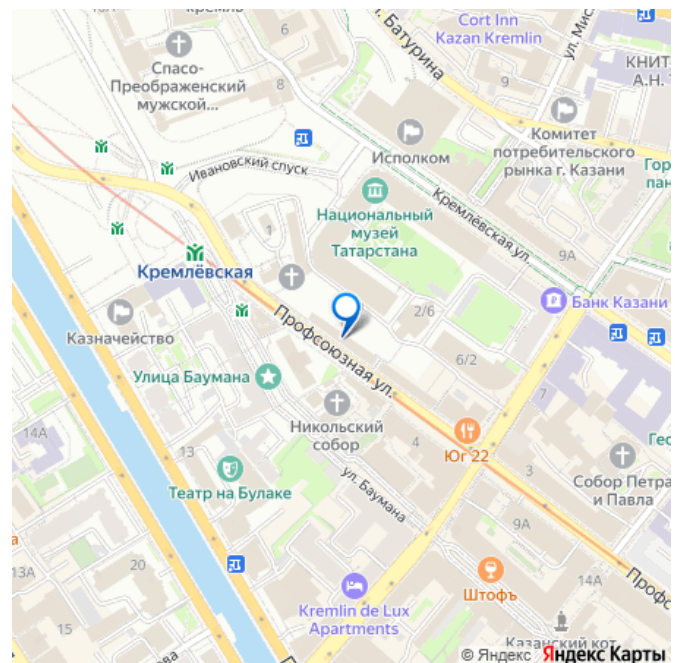 кремль
6
Cort Inn
Kazan Kremlin
л. Батурина
ул. Мис
9
КНИТ
А.Н. Т
Спасо-
Преображенский
мужской...
8
Исполком
Комитет
потребительского
рынка г. Казани
Гор
пан
Ивановский спуск
Национальный
музей
Татарстана
Кремлёвская ул.
9А
1
Кремлёвская
2/6
Банк Казани
Казначейство
Профсоюзная ул.
6/2
7
Улица Баумана
Никольский
собор
4
Юг 22
3
Гео
14А
13
Театр на Булаке
ул. Баумана
Собор Петра
и Павла
9А
а
13А
20
Штофъ
14А
Профс
15
Kremlin de Lux
Apartments
Казанский кот
ва
П
© Яндекс Яндекс Карты